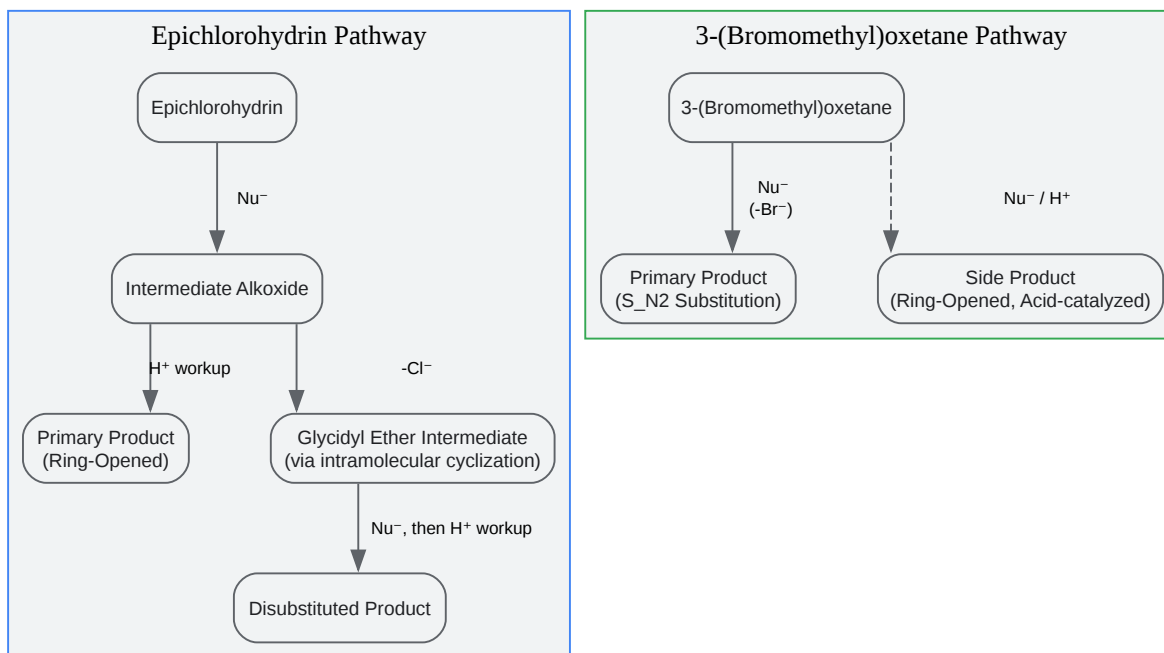 Epichlorohydrin Pathway
Epichlorohydrin
Nu⁻
Intermediate Alkoxide
H⁺ workup
-Cl⁻
Primary Product
(Ring-Opened)
Glycidyl Ether Intermediate
(via intramolecular cyclization)
Nu⁻, then H⁺ workup
Disubstituted Product
3-(Bromomethyl)oxetane Pathway
3-(Bromomethyl)oxetane
Nu⁻
(-Br⁻)
Nu⁻ / H⁺
Primary Product
(S_N2 Substitution)
Side Product
(Ring-Opened, Acid-catalyzed)